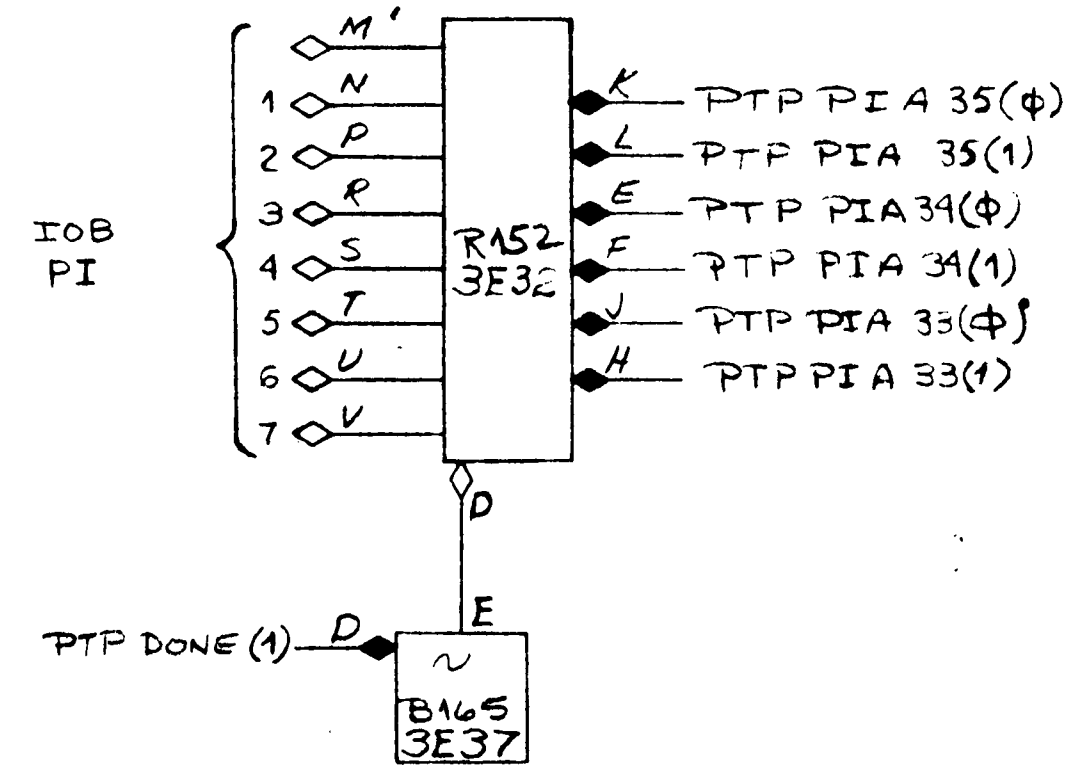 M
1 N
K PTP PIA 35(ϕ)
2 P
L PTP PIA 35(1)
3 R
E PTP PIA 34(ϕ)
IOB
PI
R152
3E32
4 S
F PTP PIA 34(1)
5 T
J PTP PIA 33(ϕ)
6 U
H PTP PIA 33(1)
7 V
D
E
PTP DONE (1) D
~
B165
3E37